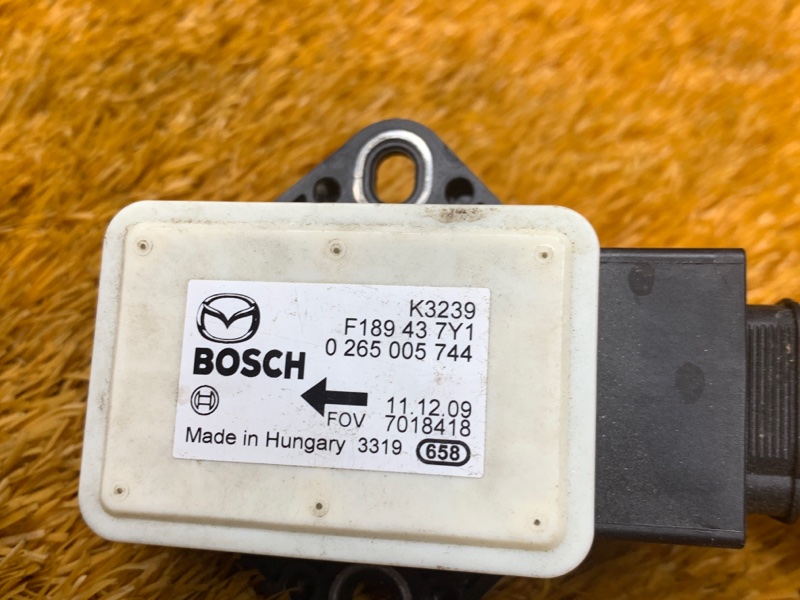 K3239
F189 43 7Y1
BOSCH 0 265 005 744
11.12.09
FOV 7018418
Made in Hungary 3319 658